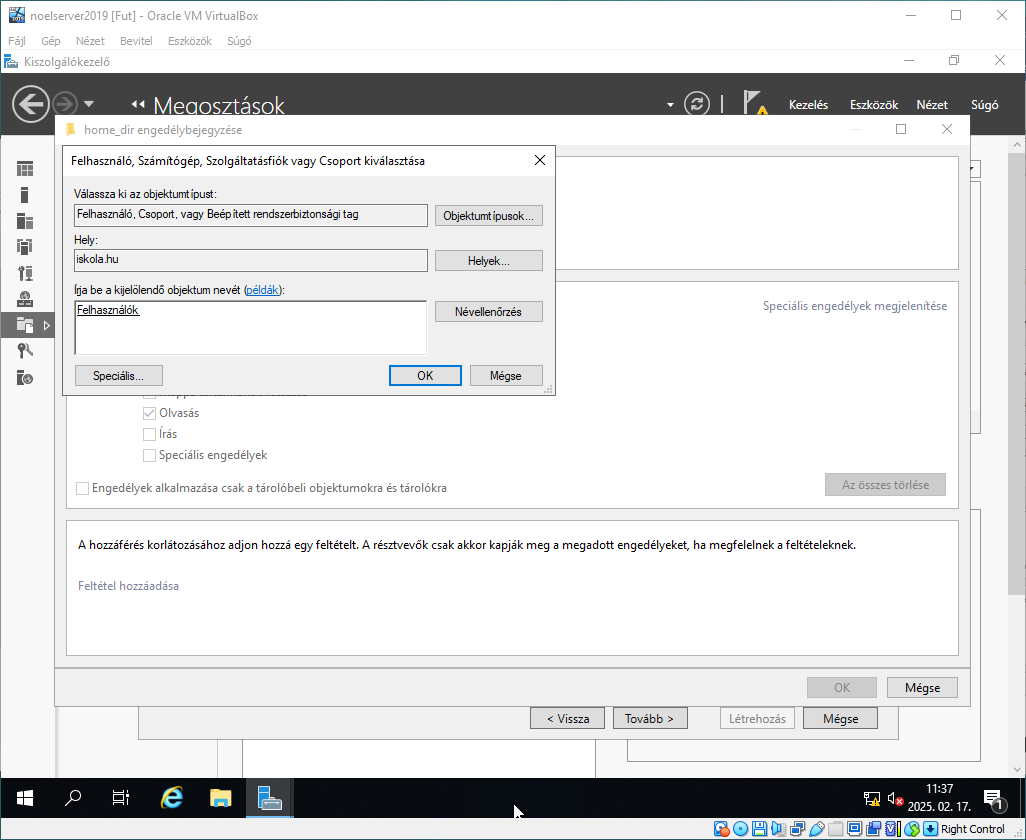 noelserver2019 [Fut] - Oracle VM VirtualBox
Fájl Gép Nézet Bevitel Eszközök Súgó
Kiszolgálókezelő
Megosztások
Kezelés Eszközök Nézet Súgó
home_dir engedélybejegyzése
Felhasználó, Számítógép, Szolgáltatásfiók vagy Csoport kiválasztása
Válassza ki az objektumtípust:
Felhasználó, Csoport, vagy Beépített rendszerbiztonsági tag
Objektumtípusok...
Hely:
iskola.hu
Helyek...
Írja be a kijelölendő objektum nevét (példák):
Felhasználók
Névellenőrzés
Speciális...
OK
Mégse
Speciális engedélyek megjelenítése
Olvasás
Írás
Speciális engedélyek
Engedélyek alkalmazása csak a tárolóbeli objektumokra és tárolókra
Az összes törlése
A hozzáférés korlátozásához adjon hozzá egy feltételt. A résztvevők csak akkor kapják meg a megadott engedélyeket, ha megfelelnek a feltételeknek.
Feltétel hozzáadása
OK
Mégse
< Vissza
Tovább >
Létrehozás
Mégse
11:37
2025. 02. 17.
1
Right Control